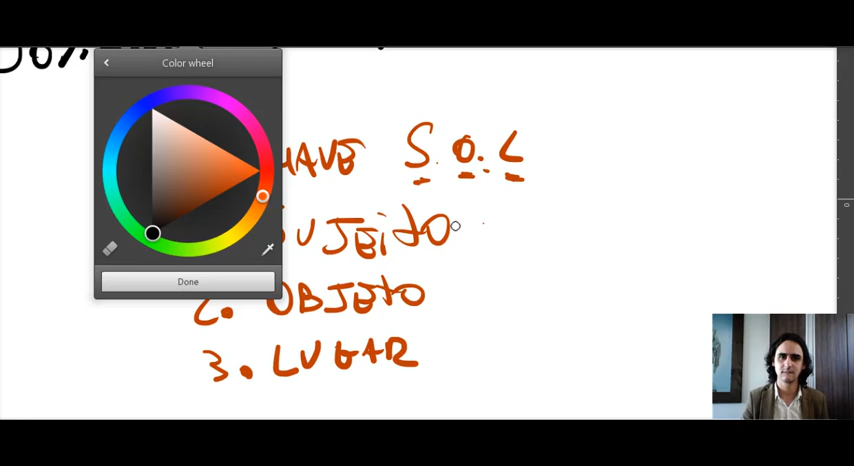 Color wheel
HAVE S.O.L
SUJEITO
Done
2. OBJETO
3. LUGAR